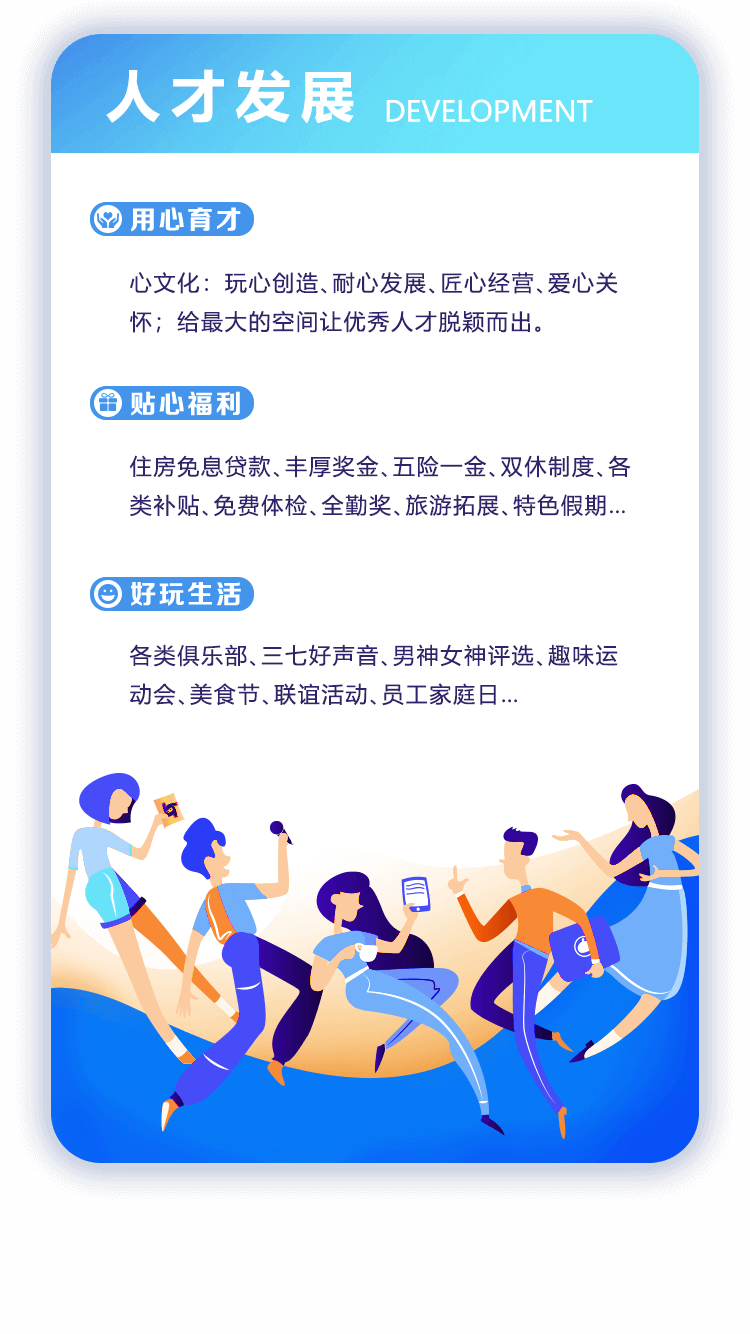 人才发展 DEVELOPMENT
用心育才
心文化：玩心创造、耐心发展、匠心经营、爱心关
怀；给最大的空间让优秀人才脱颖而出。
贴心福利
住房免息贷款、丰厚奖金、五险一金、双休制度、各
类补贴、免费体检、全勤奖、旅游拓展、特色假期...
好玩生活
各类俱乐部、三七好声音、男神女神评选、趣味运
动会、美食节、联谊活动、员工家庭日...